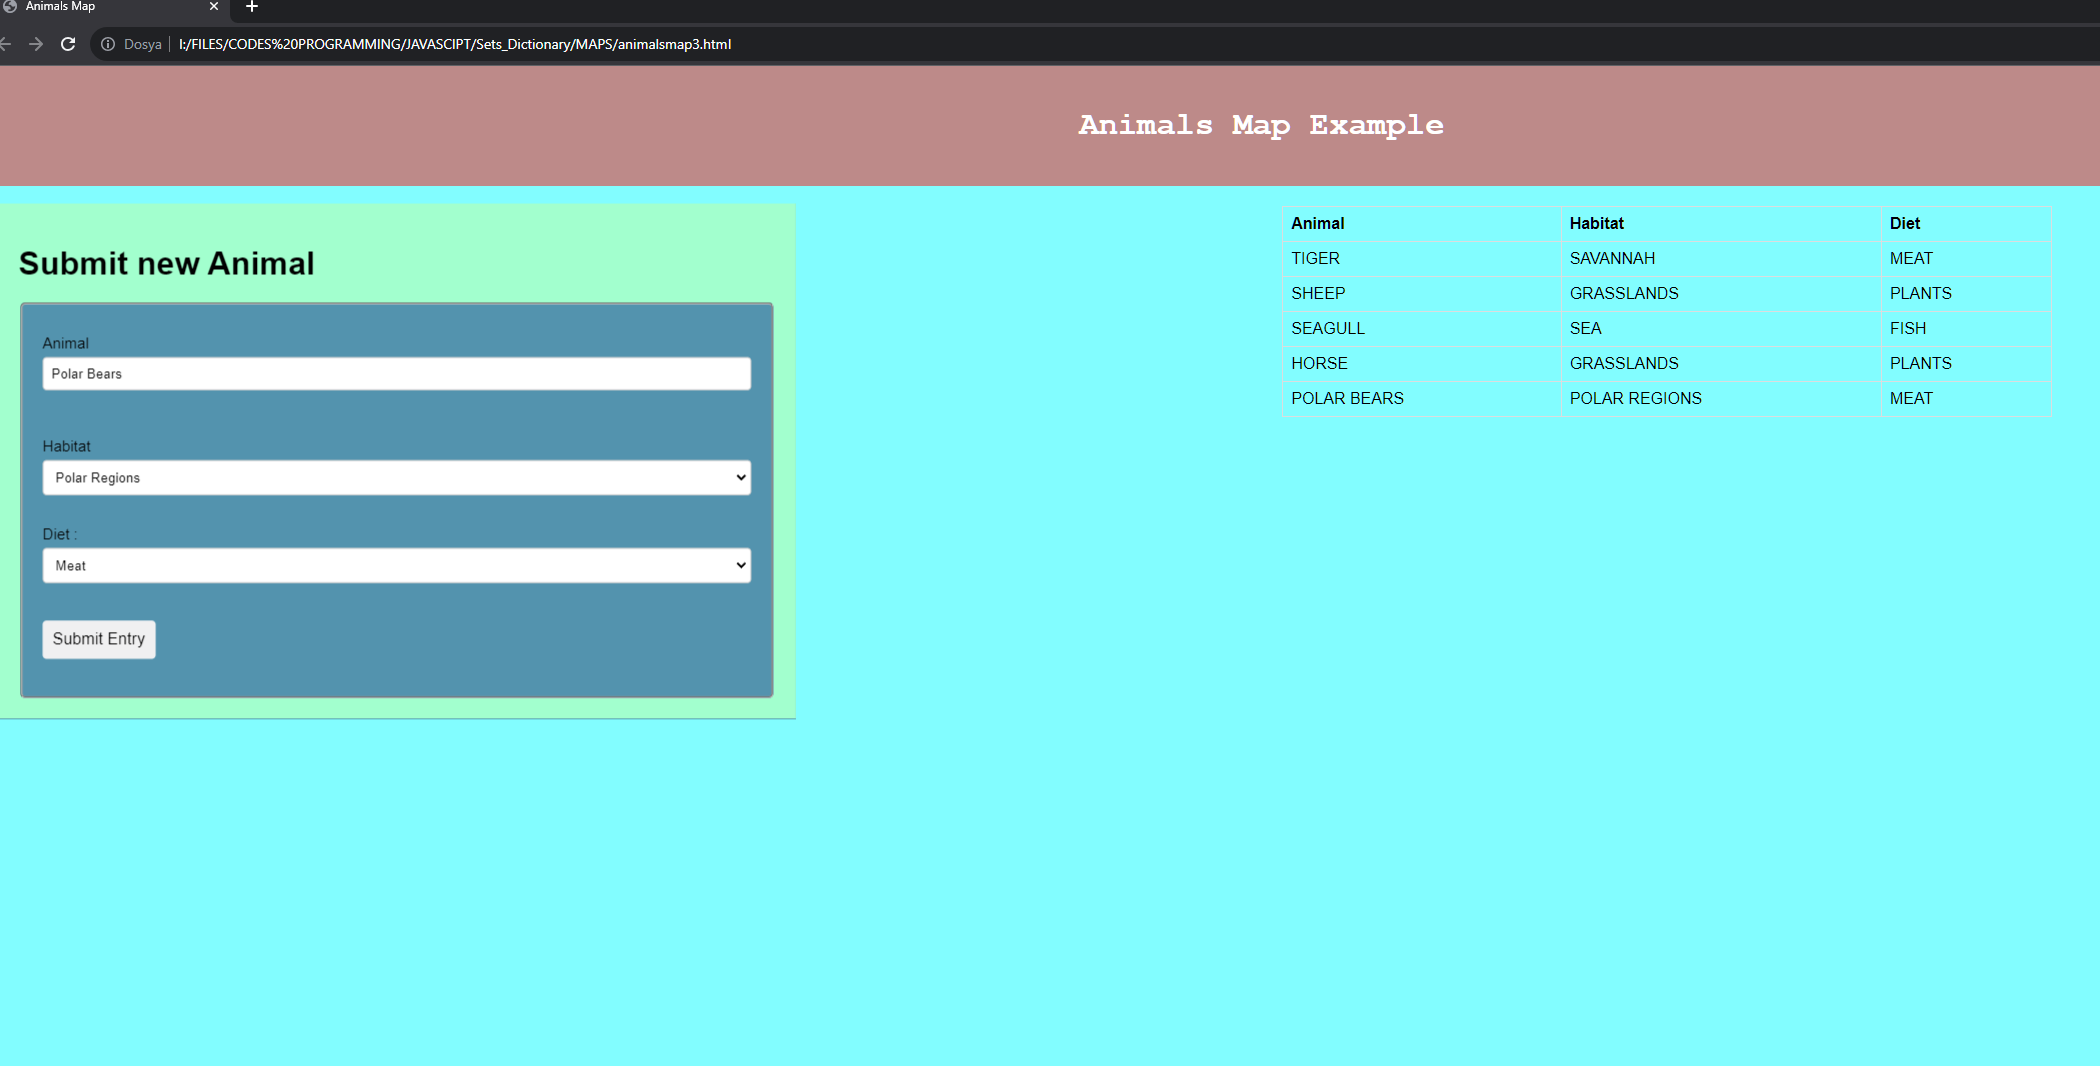 Animals Map
Dosya I:/FILES/CODES%20PROGRAMMING/JAVASCIPT/Sets_Dictionary/MAPS/animalsmap3.html
Animals Map Example
Submit new Animal
Animal
Polar Bears
Habitat
Polar Regions
Diet :
Meat
Submit Entry
Animal Habitat Diet
TIGER SAVANNAH MEAT
SHEEP GRASSLANDS PLANTS
SEAGULL SEA FISH
HORSE GRASSLANDS PLANTS
POLAR BEARS POLAR REGIONS MEAT